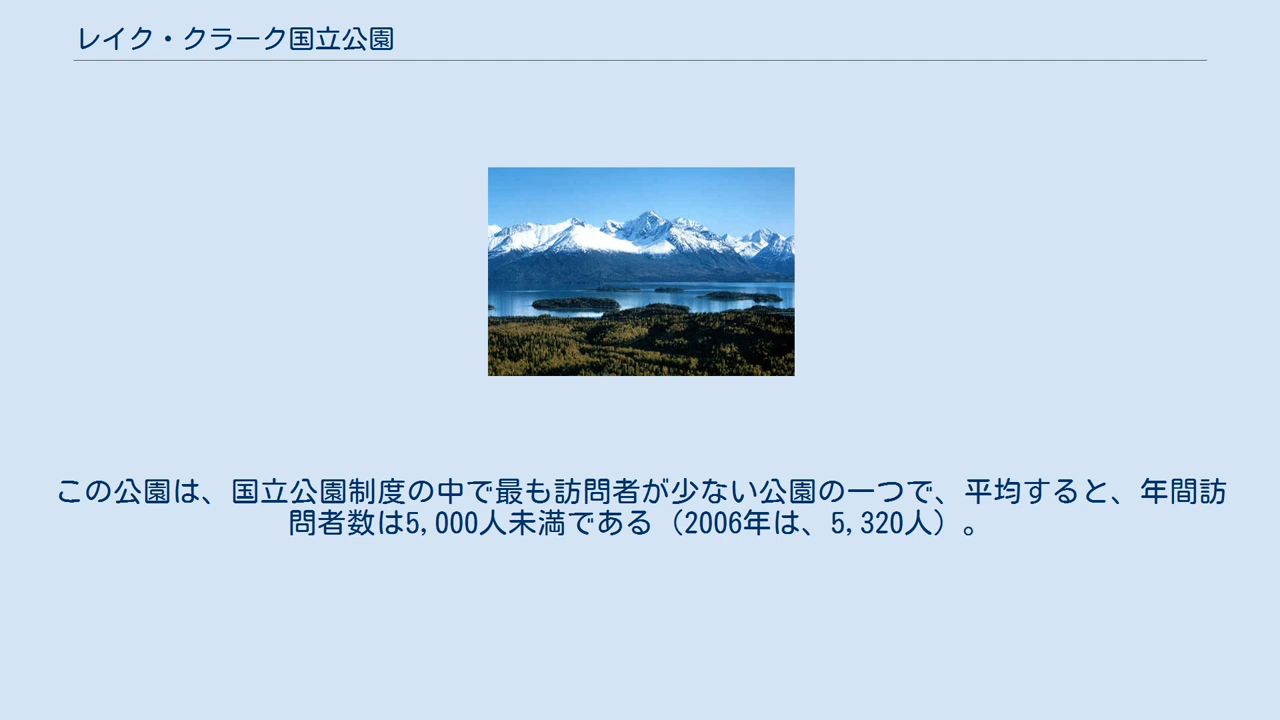 レイク・クラーク国立公園
この公園は、国立公園制度の中で最も訪問者が少ない公園の一つで、平均すると、年間訪
問者数は5,000人未満である（2006年は、5,320人）。